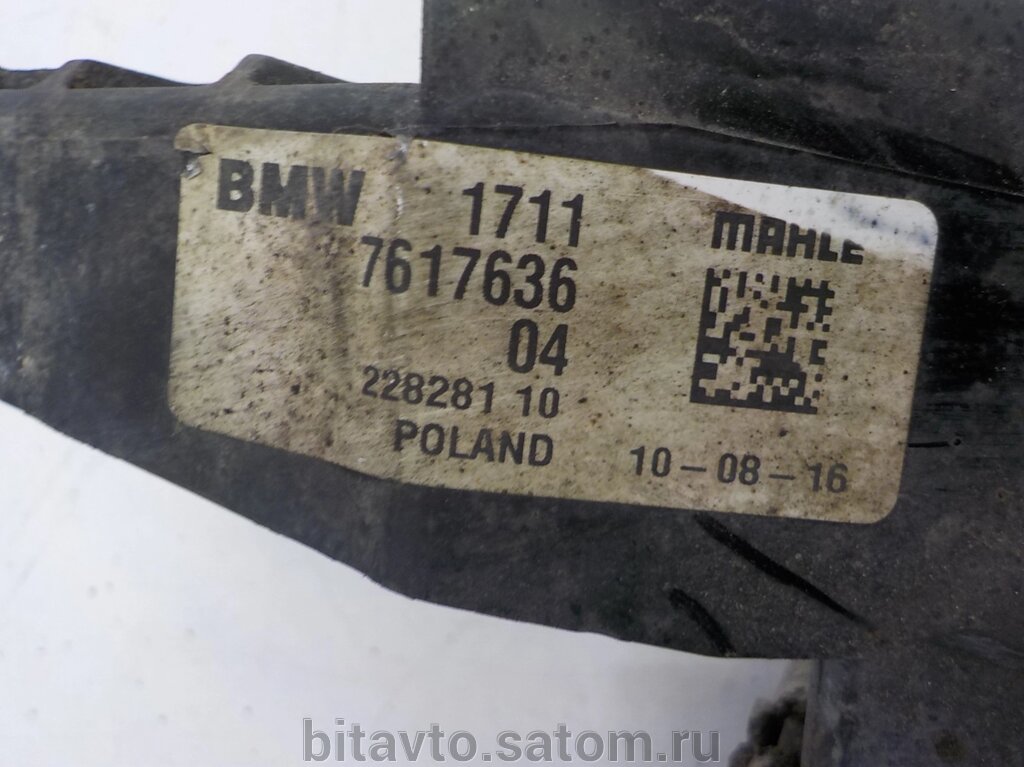 BMW 1711
7617636
04
228281 10
POLAND
MAHLE
10-08-16
bitavto.satom.ru